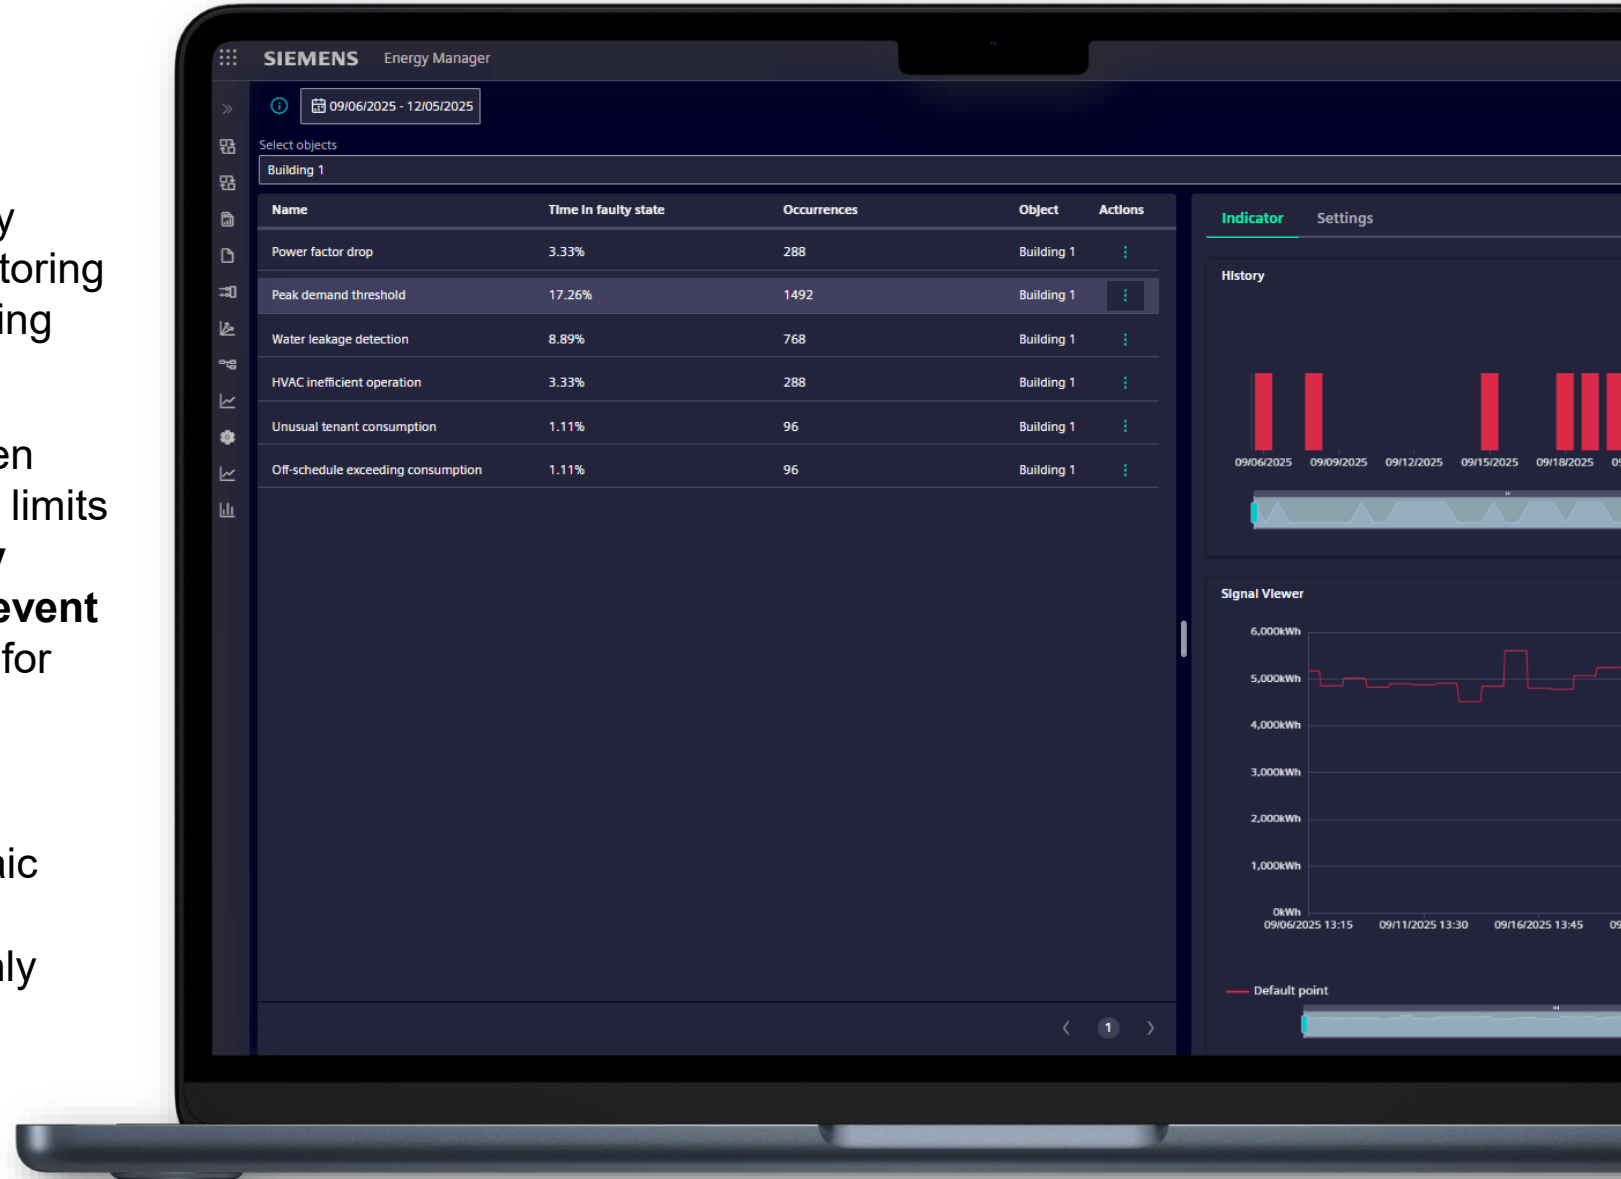 y
toring
ing
en
limits
y
event
for
aic
nly
SIEMENS Energy Manager
09/06/2025 - 12/05/2025
Select objects
Building 1
Name Time in faulty state Occurrences Object Actions
Power factor drop 3.33% 288 Building 1
Peak demand threshold 17.26% 1492 Building 1
Water leakage detection 8.89% 768 Building 1
HVAC inefficient operation 3.33% 288 Building 1
Unusual tenant consumption 1.11% 96 Building 1
Off-schedule exceeding consumption 1.11% 96 Building 1
1
Indicator Settings
History
09/06/2025 09/09/2025 09/12/2025 09/15/2025 09/18/2025 09
Signal Viewer
6,000kWh
5,000kWh
4,000kWh
3,000kWh
2,000kWh
1,000kWh
0kWh
09/06/2025 13:15 09/11/2025 13:30 09/16/2025 13:45 09
Default point